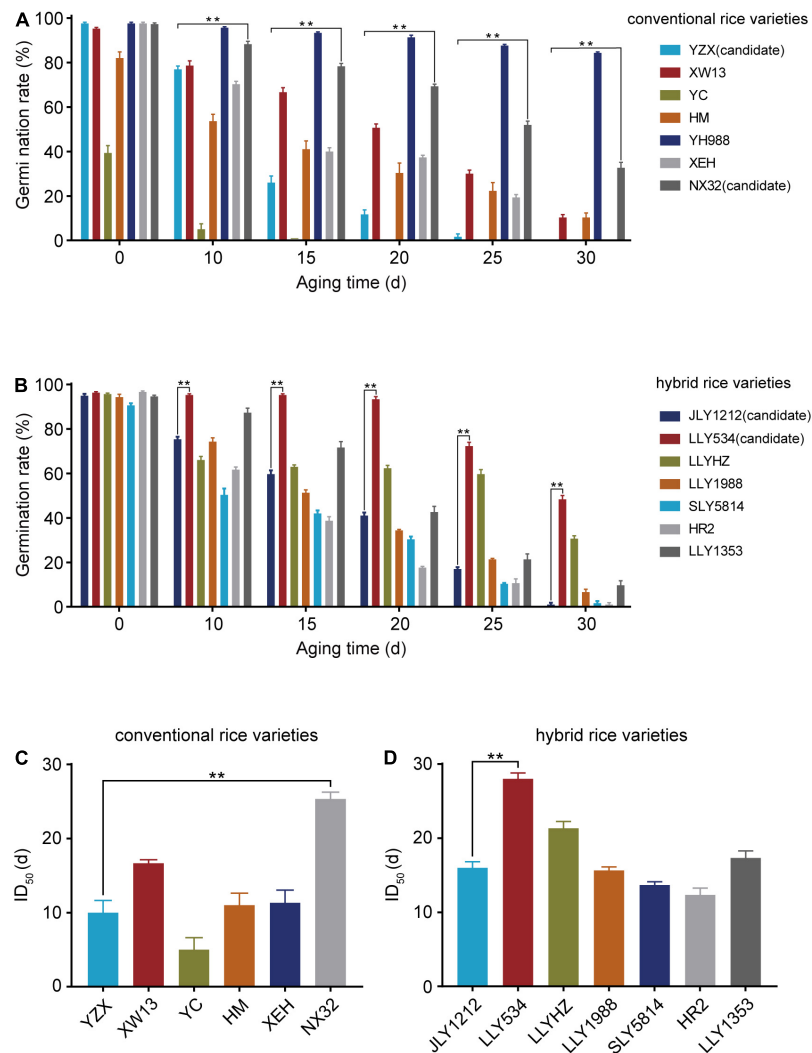 A
conventional rice varieties
Germi nation rate (%)
100
80
60
40
20
0
** ** ** ** **
0 10 15 20 25 30
Aging time (d)
YZX(candidate)
XW13
YC
HM
YH988
XEH
NX32(candidate)
B
hybrid rice varieties
Germination rate (%)
100
80
60
40
20
0
** ** ** ** **
0 10 15 20 25 30
Aging time (d)
JLY1212(candidate)
LLY534(candidate)
LLYHZ
LLY1988
SLY5814
HR2
LLY1353
C
conventional rice varieties
ID50 (d)
30
20
10
0
**
YZX XW13 YC HM XEH NX32
D
hybrid rice varieties
ID50 (d)
30
20
10
0
**
JLY1212 LLY534 LLYHZ LLY1988 SLY5814 HR2 LLY1353